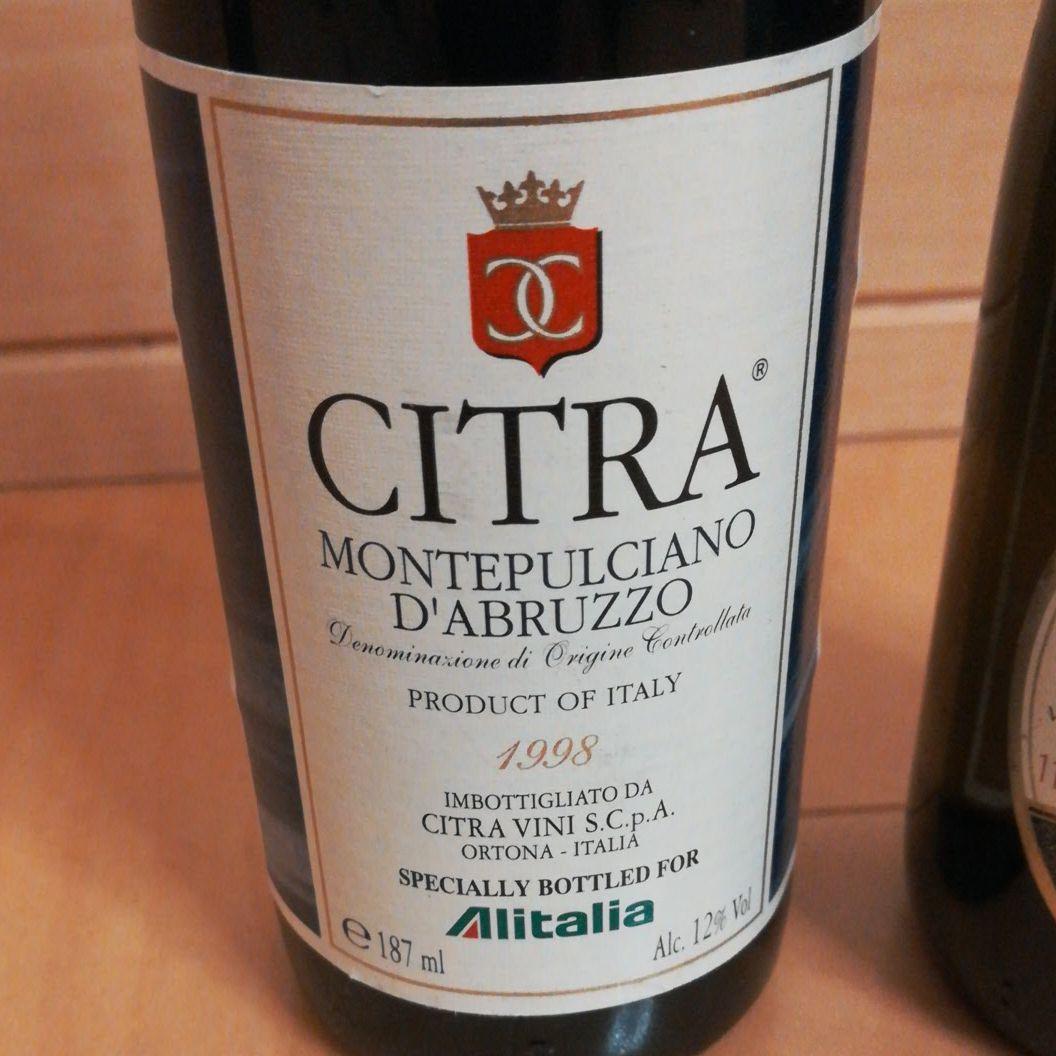 CITRA®
MONTEPULCIANO
D'ABRUZZO
Denominazione di Origine Controllata
PRODUCT OF ITALY
1998
IMBOTTIGLIATO DA
CITRA VINI S.C.p.A.
ORTONA - ITALIA
SPECIALLY BOTTLED FOR
Alitalia
℮ 187 ml Alc. 12% Vol